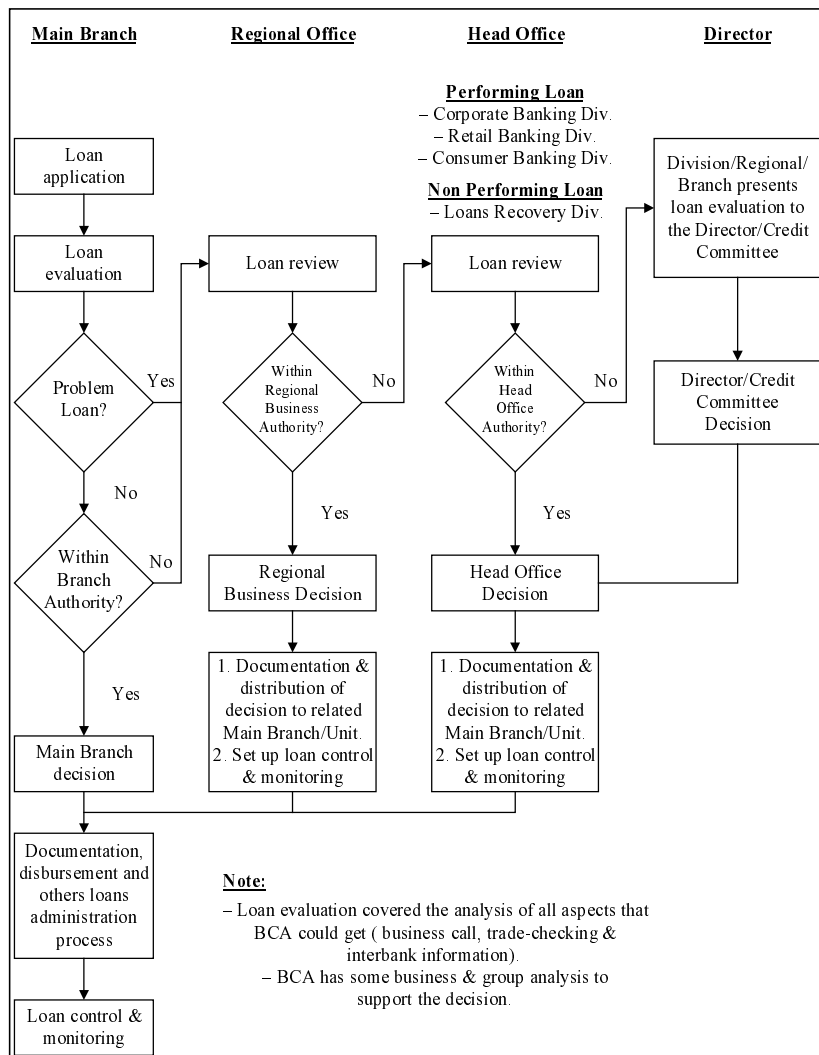 Main Branch
Regional Office
Head Office
Director
Performing Loan
– Corporate Banking Div.
– Retail Banking Div.
– Consumer Banking Div.
Non Performing Loan
– Loans Recovery Div.
Loan
application
Division/Regional/
Branch presents
loan evaluation to
the Director/Credit
Committee
Loan
evaluation
Loan review
Loan review
Problem
Loan?
Yes
Within
Regional
Business
Authority?
No
Within
Head
Office
Authority?
No
Director/Credit
Committee
Decision
No
Yes
Yes
Within
Branch
Authority?
No
Regional
Business Decision
Head Office
Decision
Yes
1. Documentation &
distribution of
decision to related
Main Branch/Unit.
2. Set up loan control
& monitoring
1. Documentation &
distribution of
decision to related
Main Branch/Unit.
2. Set up loan control
& monitoring
Main Branch
decision
Documentation,
disbursement and
others loans
administration
process
Note:
– Loan evaluation covered the analysis of all aspects that
BCA could get ( business call, trade-checking &
interbank information).
– BCA has some business & group analysis to
support the decision.
Loan control &
monitoring